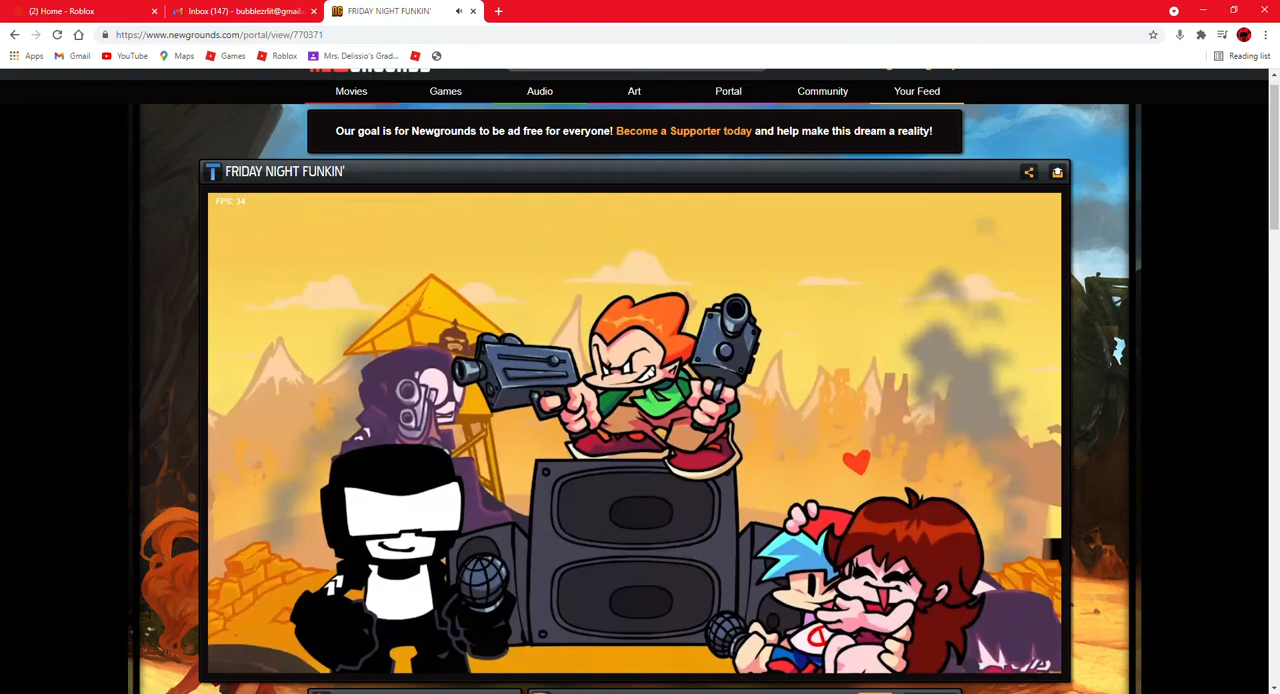 (2) Home - Roblox
Inbox (147) - bubblezrlit@gmail.
FRIDAY NIGHT FUNKIN'
https://www.newgrounds.com/portal/view/770371
Apps Gmail YouTube Maps Games Roblox Mrs. Delissio's Grad... Reading list
Movies Games Audio Art Portal Community Your Feed
Our goal is for Newgrounds to be ad free for everyone! Become a Supporter today and help make this dream a reality!
FRIDAY NIGHT FUNKIN'
FPS: 34